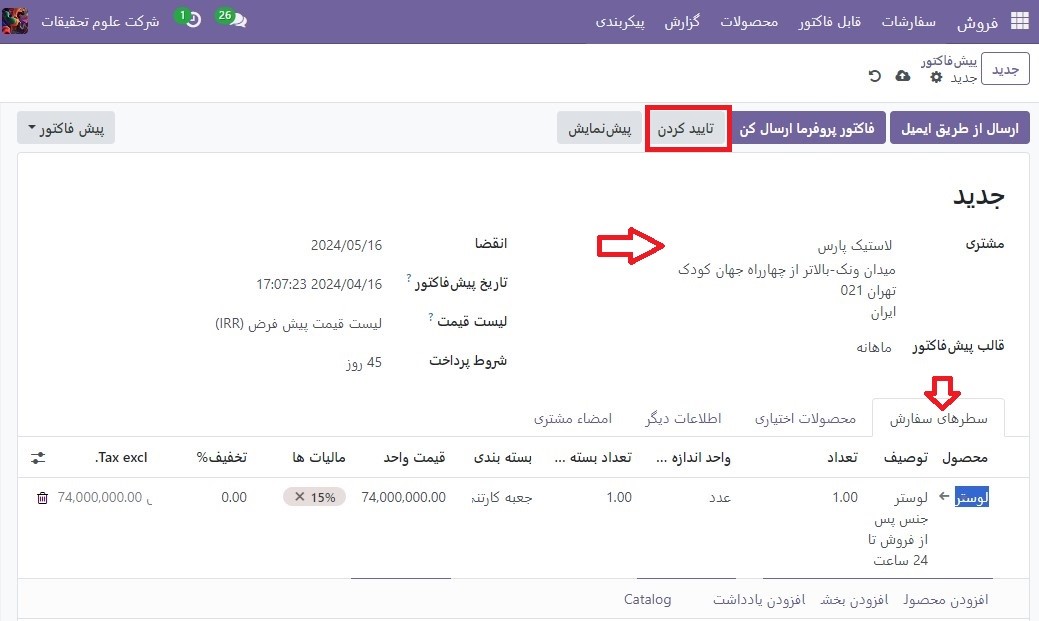 فروش سفارشات قابل فاکتور محصولات گزارش پیکربندی 26 1 شرکت علوم تحقیقات
جدید پیش‌فاکتور
جدید
ارسال از طریق ایمیل فاکتور پروفرما ارسال کن تایید کردن پیش‌نمایش پیش فاکتور
جدید
مشتری لاستیک پارس انقضا 2024/05/16
میدان ونک-بالاتر از چهارراه جهان کودک
تهران 021
ایران
تاریخ پیش‌فاکتور ? 2024/04/16 17:07:23
لیست قیمت ? لیست قیمت پیش فرض (IRR)
قالب پیش‌فاکتور ماهانه شروط پرداخت 45 روز
سطرهای سفارش محصولات اختیاری اطلاعات دیگر امضاء مشتری
محصول توصیف تعداد واحد اندازه ... تعداد بسته ... بسته بندی قیمت واحد مالیات ها تخفیف% Tax excl.
لوستر لوستر 1.00 عدد 1.00 جعبه کارتنی 74,000,000.00 15% 0.00 74,000,000.00
جنس پس
از فروش تا
24 ساعت
افزودن محصول افزودن بخش افزودن یادداشت Catalog